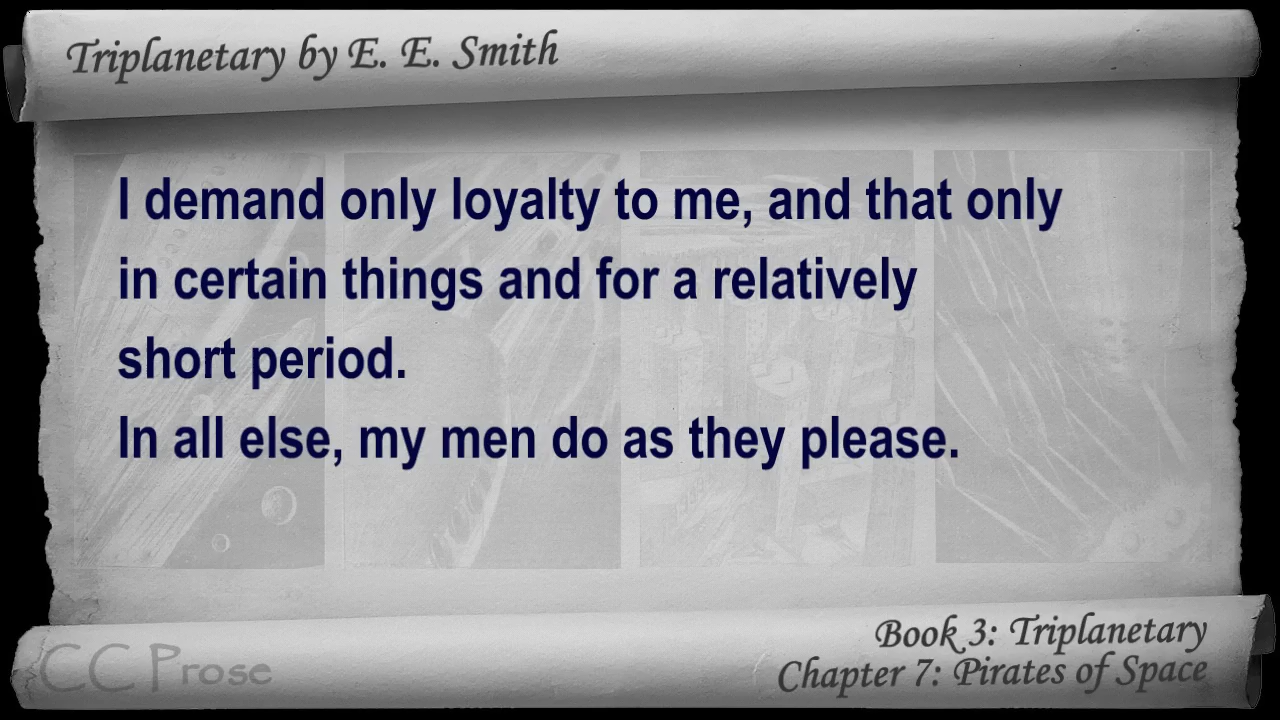 Triplanetary by E. E. Smith
I demand only loyalty to me, and that only
in certain things and for a relatively
short period.
In all else, my men do as they please.
Book 3: Triplanetary
Chapter 7: Pirates of Space
CC Prose